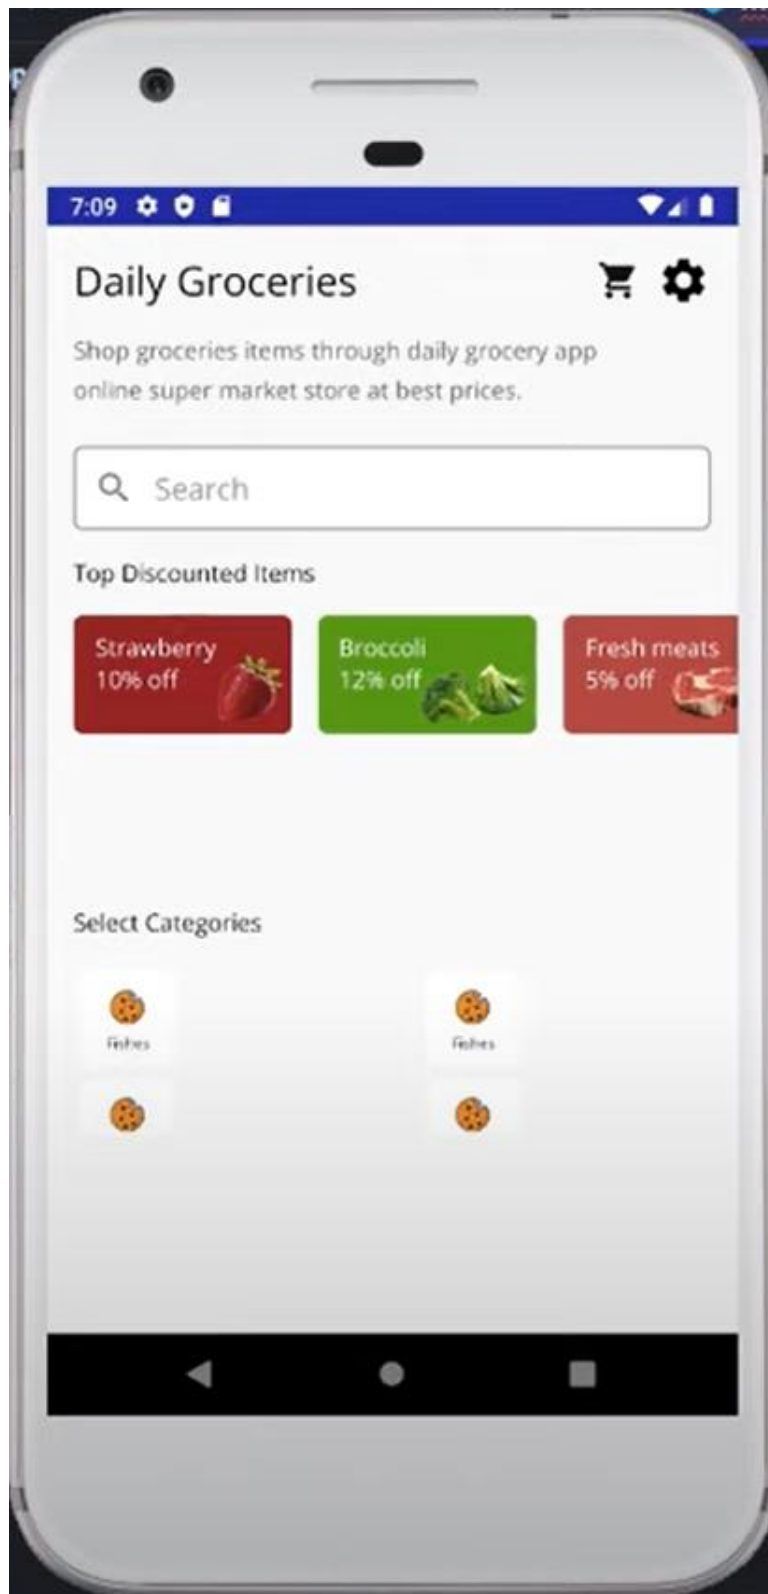 7:09
Daily Groceries
Shop groceries items through daily grocery app
online super market store at best prices.
Search
Top Discounted Items
Strawberry
10% off
Broccoli
12% off
Fresh meats
5% off
Select Categories
Fishes
Fishes